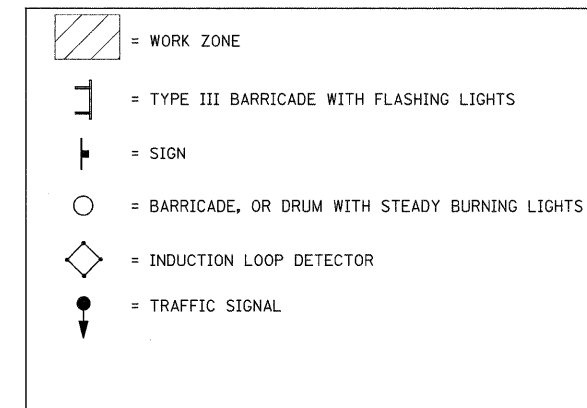 = WORK ZONE
= TYPE III BARRICADE WITH FLASHING LIGHTS
= SIGN
= BARRICADE, OR DRUM WITH STEADY BURNING LIGHTS
= INDUCTION LOOP DETECTOR
= TRAFFIC SIGNAL